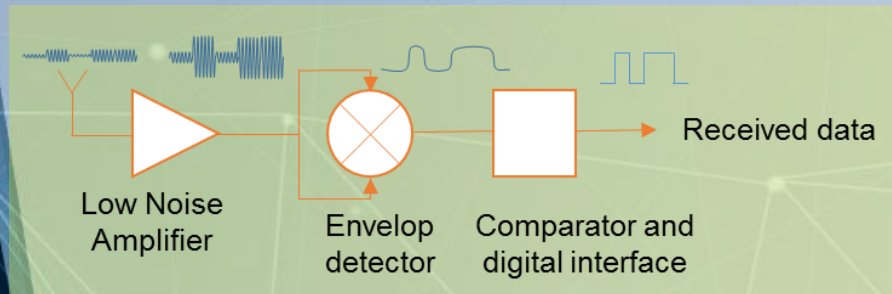 Received data
Low Noise
Amplifier
Envelop
detector
Comparator and
digital interface